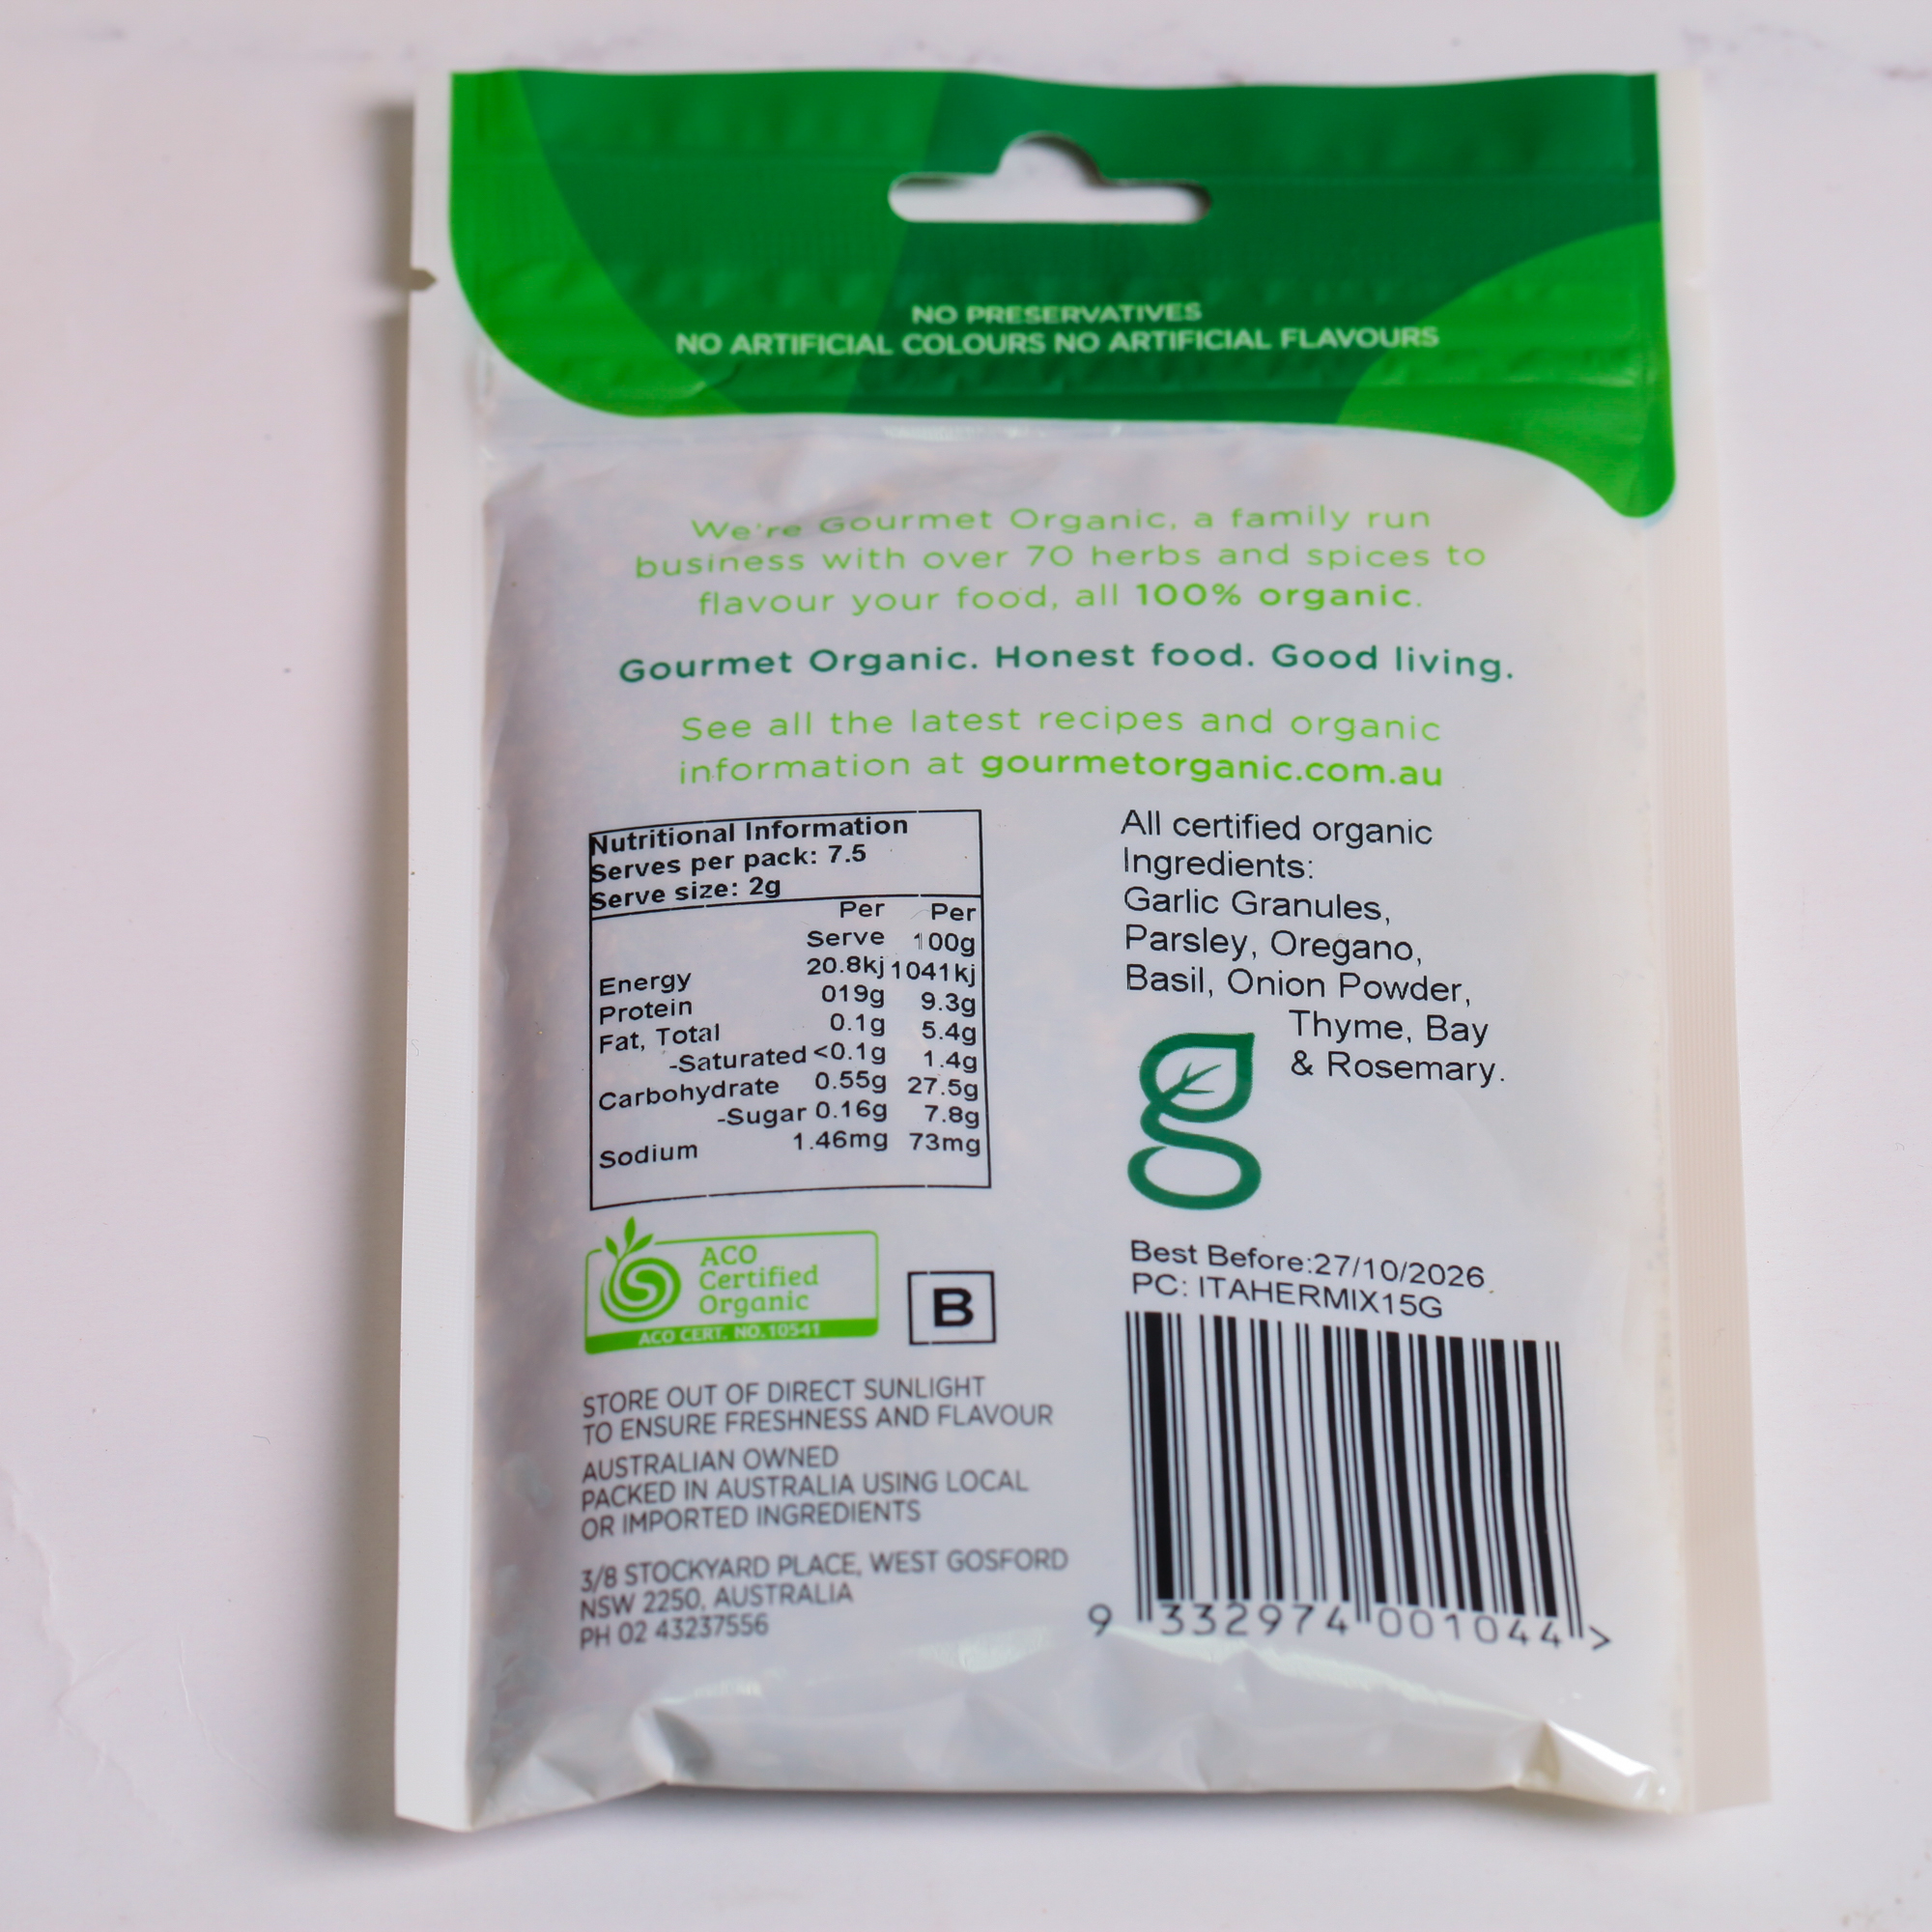 NO PRESERVATIVES
NO ARTIFICIAL COLOURS NO ARTIFICIAL FLAVOURS
We're Gourmet Organic, a family run
business with over 70 herbs and spices to
flavour your food, all 100% organic.
Gourmet Organic. Honest food. Good living.
See all the latest recipes and organic
information at gourmetorganic.com.au
Nutritional Information
Serves per pack: 7.5
Serve size: 2g
Per Per
Serve 100g
Energy 20.8kj 1041kj
Protein 019g 9.3g
Fat, Total 0.1g 5.4g
-Saturated <0.1g 1.4g
Carbohydrate 0.55g 27.5g
-Sugar 0.16g 7.8g
Sodium 1.46mg 73mg
All certified organic
Ingredients:
Garlic Granules,
Parsley, Oregano,
Basil, Onion Powder,
Thyme, Bay
& Rosemary.
ACO
Certified
Organic
ACO CERT. NO. 10541
B
Best Before:27/10/2026
PC: ITAHERMIX15G
STORE OUT OF DIRECT SUNLIGHT
TO ENSURE FRESHNESS AND FLAVOUR
AUSTRALIAN OWNED
PACKED IN AUSTRALIA USING LOCAL
OR IMPORTED INGREDIENTS
3/8 STOCKYARD PLACE, WEST GOSFORD
NSW 2250, AUSTRALIA
PH 02 43237556
9 332974 001044 >